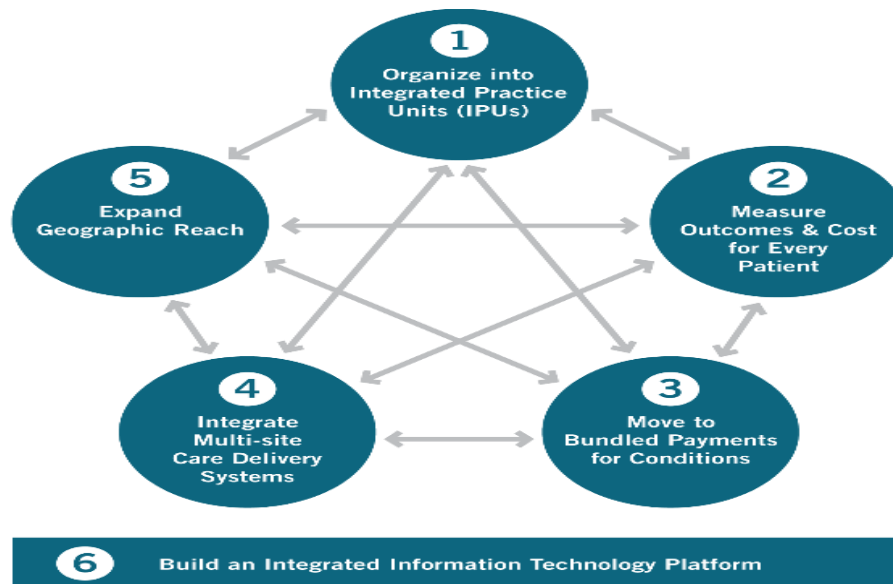 1
Organize into
Integrated Practice
Units (IPUs)
5
Expand
Geographic Reach
2
Measure
Outcomes & Cost
for Every
Patient
4
Integrate
Multi-site
Care Delivery
Systems
3
Move to
Bundled Payments
for Conditions
6 Build an Integrated Information Technology Platform